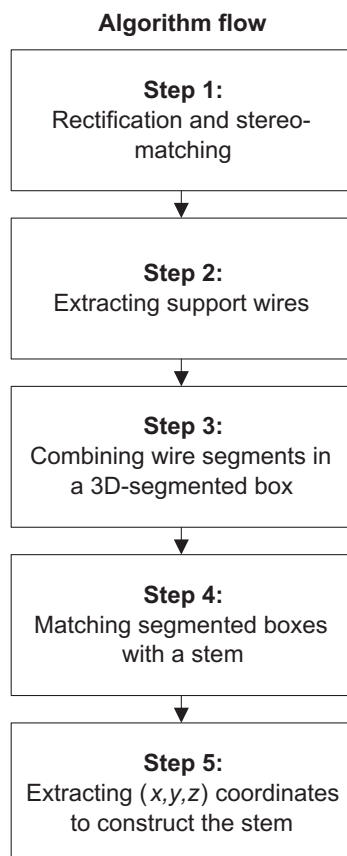 Algorithm flow
Step 1:
Rectification and stereo-
matching
Step 2:
Extracting support wires
Step 3:
Combining wire segments in
a 3D-segmented box
Step 4:
Matching segmented boxes
with a stem
Step 5:
Extracting (x,y,z) coordinates
to construct the stem